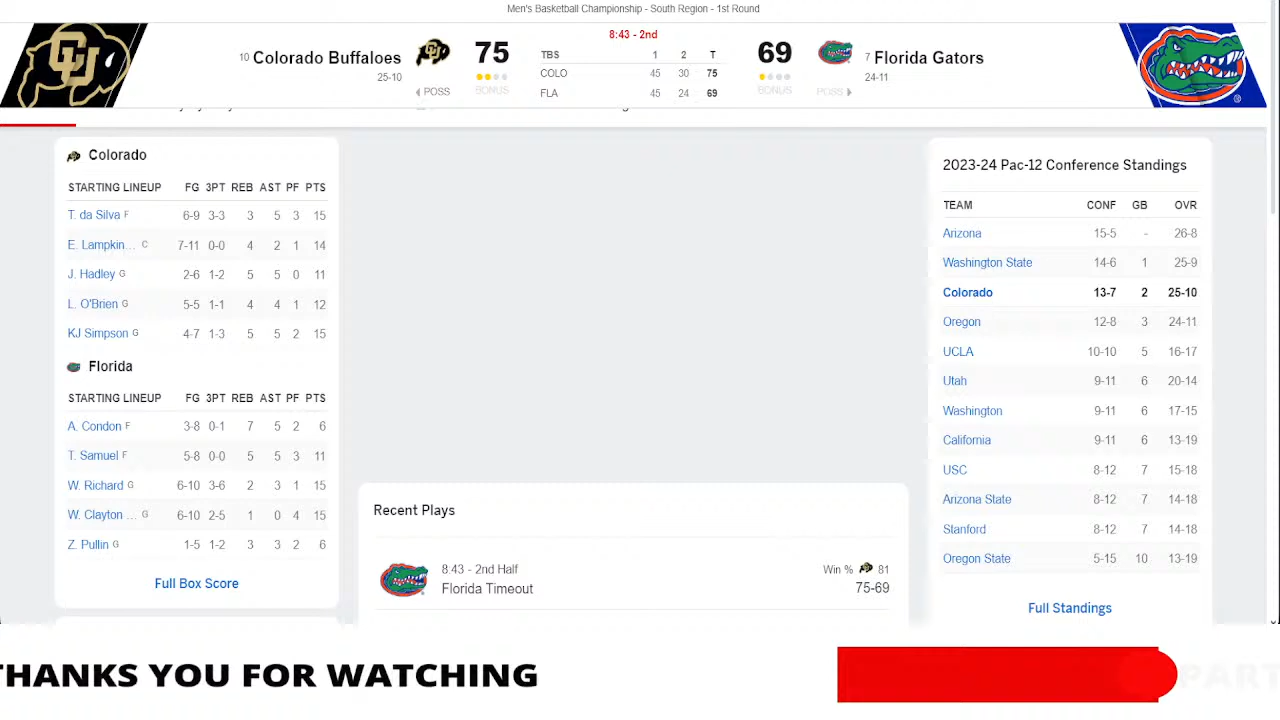 Men's Basketball Championship - South Region - 1st Round
10 Colorado Buffaloes
25-10
75
BONUS
POSS
8:43 - 2nd
TBS 1 2 T
COLO 45 30 75
FLA 45 24 69
69
BONUS
POSS
7 Florida Gators
24-11
Colorado
STARTING LINEUP FG 3PT REB AST PF PTS
T. da Silva F 6-9 3-3 3 5 3 15
E. Lampkin... C 7-11 0-0 4 2 1 14
J. Hadley G 2-6 1-2 5 5 0 11
L. O'Brien G 5-5 1-1 4 4 1 12
KJ Simpson G 4-7 1-3 5 5 2 15
Florida
STARTING LINEUP FG 3PT REB AST PF PTS
A. Condon F 3-8 0-1 7 5 2 6
T. Samuel F 5-8 0-0 5 5 3 11
W. Richard G 6-10 3-6 2 3 1 15
W. Clayton ... G 6-10 2-5 1 0 4 15
Z. Pullin G 1-5 1-2 3 3 2 6
Full Box Score
Recent Plays
8:43 - 2nd Half
Florida Timeout
Win % 81
75-69
2023-24 Pac-12 Conference Standings
TEAM CONF GB OVR
Arizona 15-5 - 26-8
Washington State 14-6 1 25-9
Colorado 13-7 2 25-10
Oregon 12-8 3 24-11
UCLA 10-10 5 16-17
Utah 9-11 6 20-14
Washington 9-11 6 17-15
California 9-11 6 13-19
USC 8-12 7 15-18
Arizona State 8-12 7 14-18
Stanford 8-12 7 14-18
Oregon State 5-15 10 13-19
Full Standings
THANKS YOU FOR WATCHING
PART